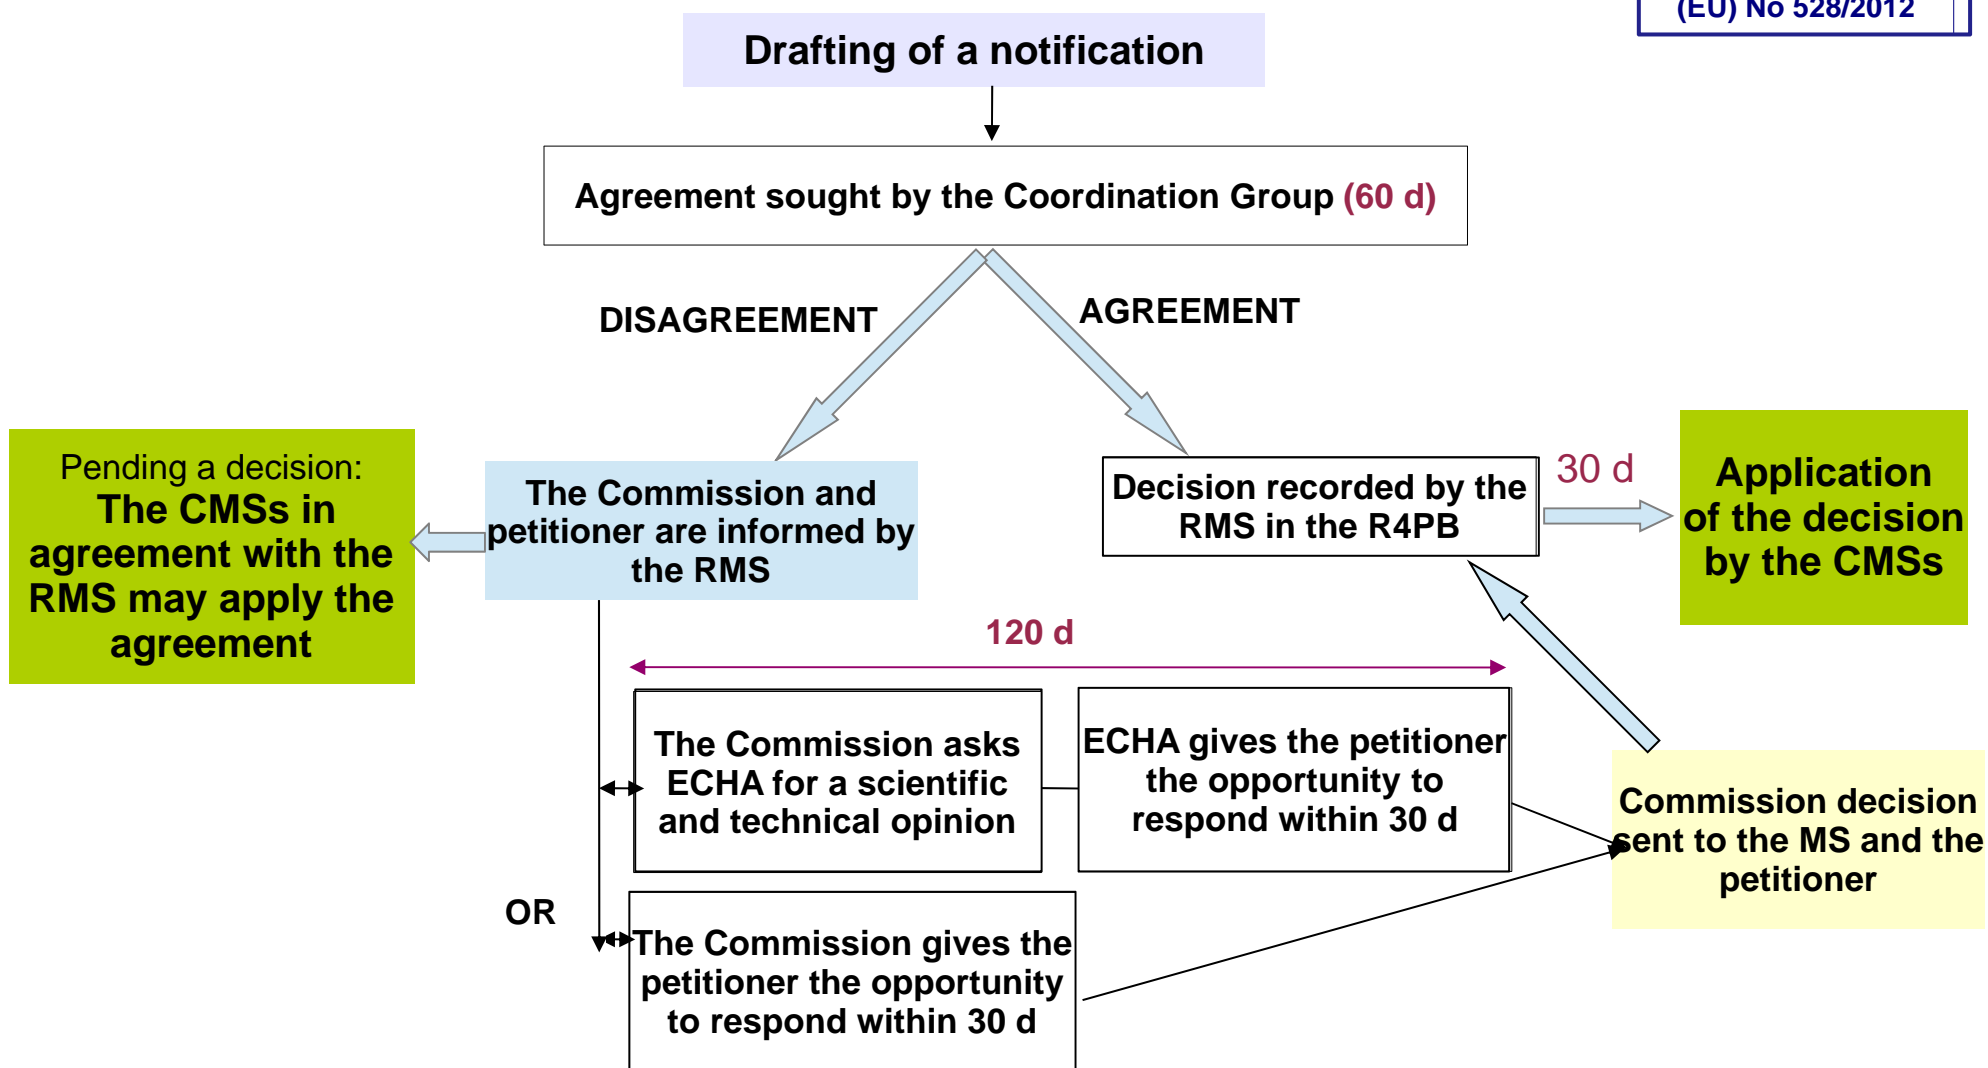 (EU) No 528/2012
Drafting of a notification
Agreement sought by the Coordination Group (60 d)
DISAGREEMENT
AGREEMENT
Pending a decision:
The CMSs in
agreement with the
RMS may apply the
agreement
The Commission and
petitioner are informed by
the RMS
Decision recorded by the
RMS in the R4PB
30 d
Application
of the decision
by the CMSs
120 d
The Commission asks
ECHA for a scientific
and technical opinion
ECHA gives the petitioner
the opportunity to
respond within 30 d
Commission decision
sent to the MS and the
petitioner
OR
The Commission gives the
petitioner the opportunity
to respond within 30 d